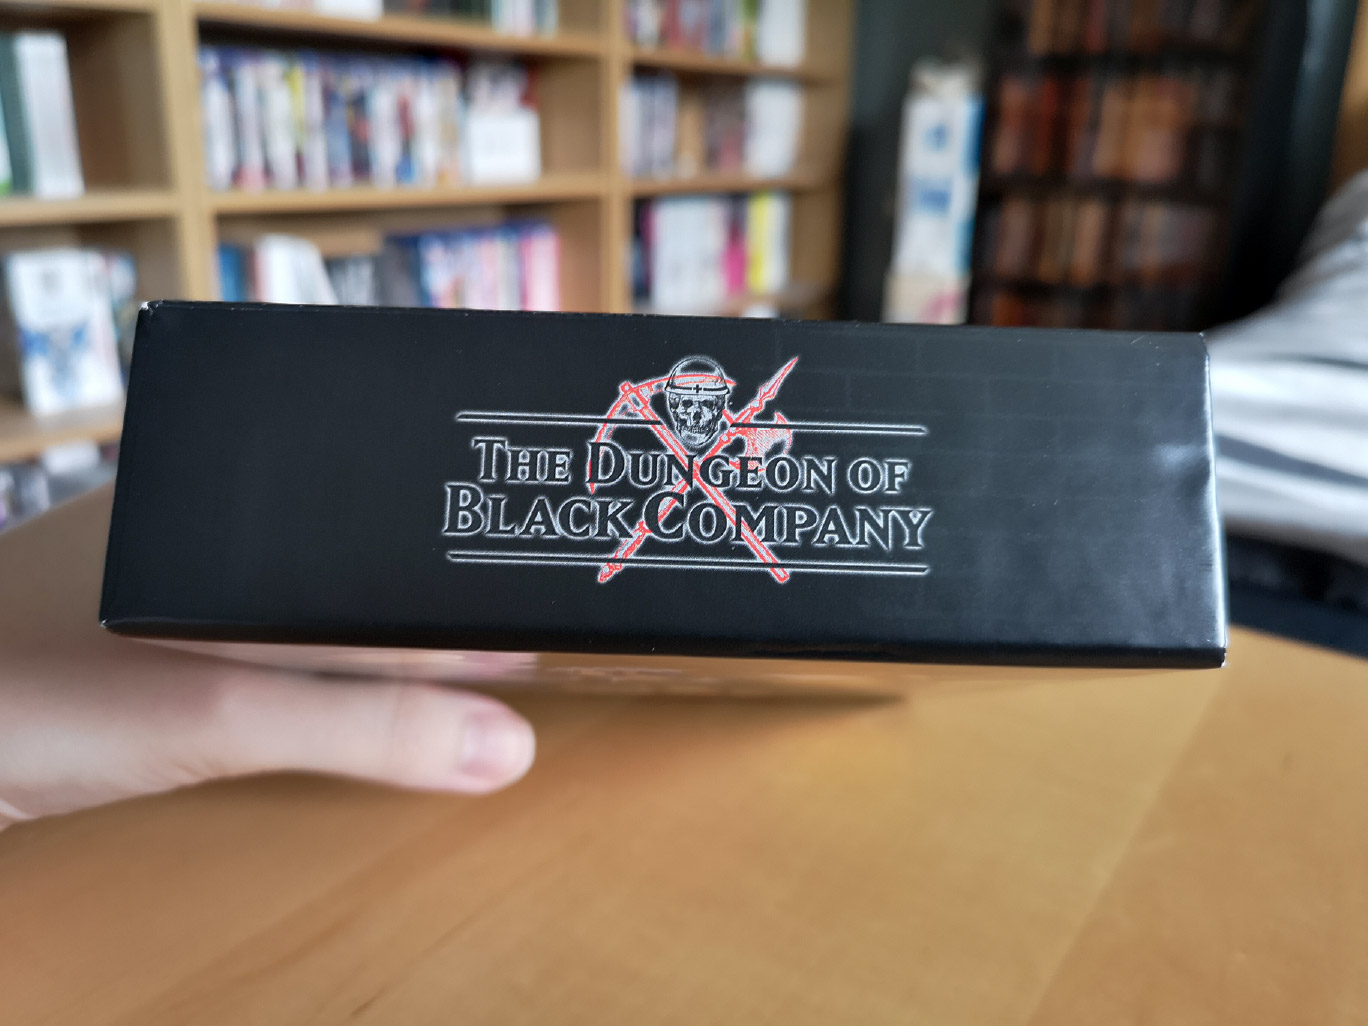 The Dungeon of
Black Company